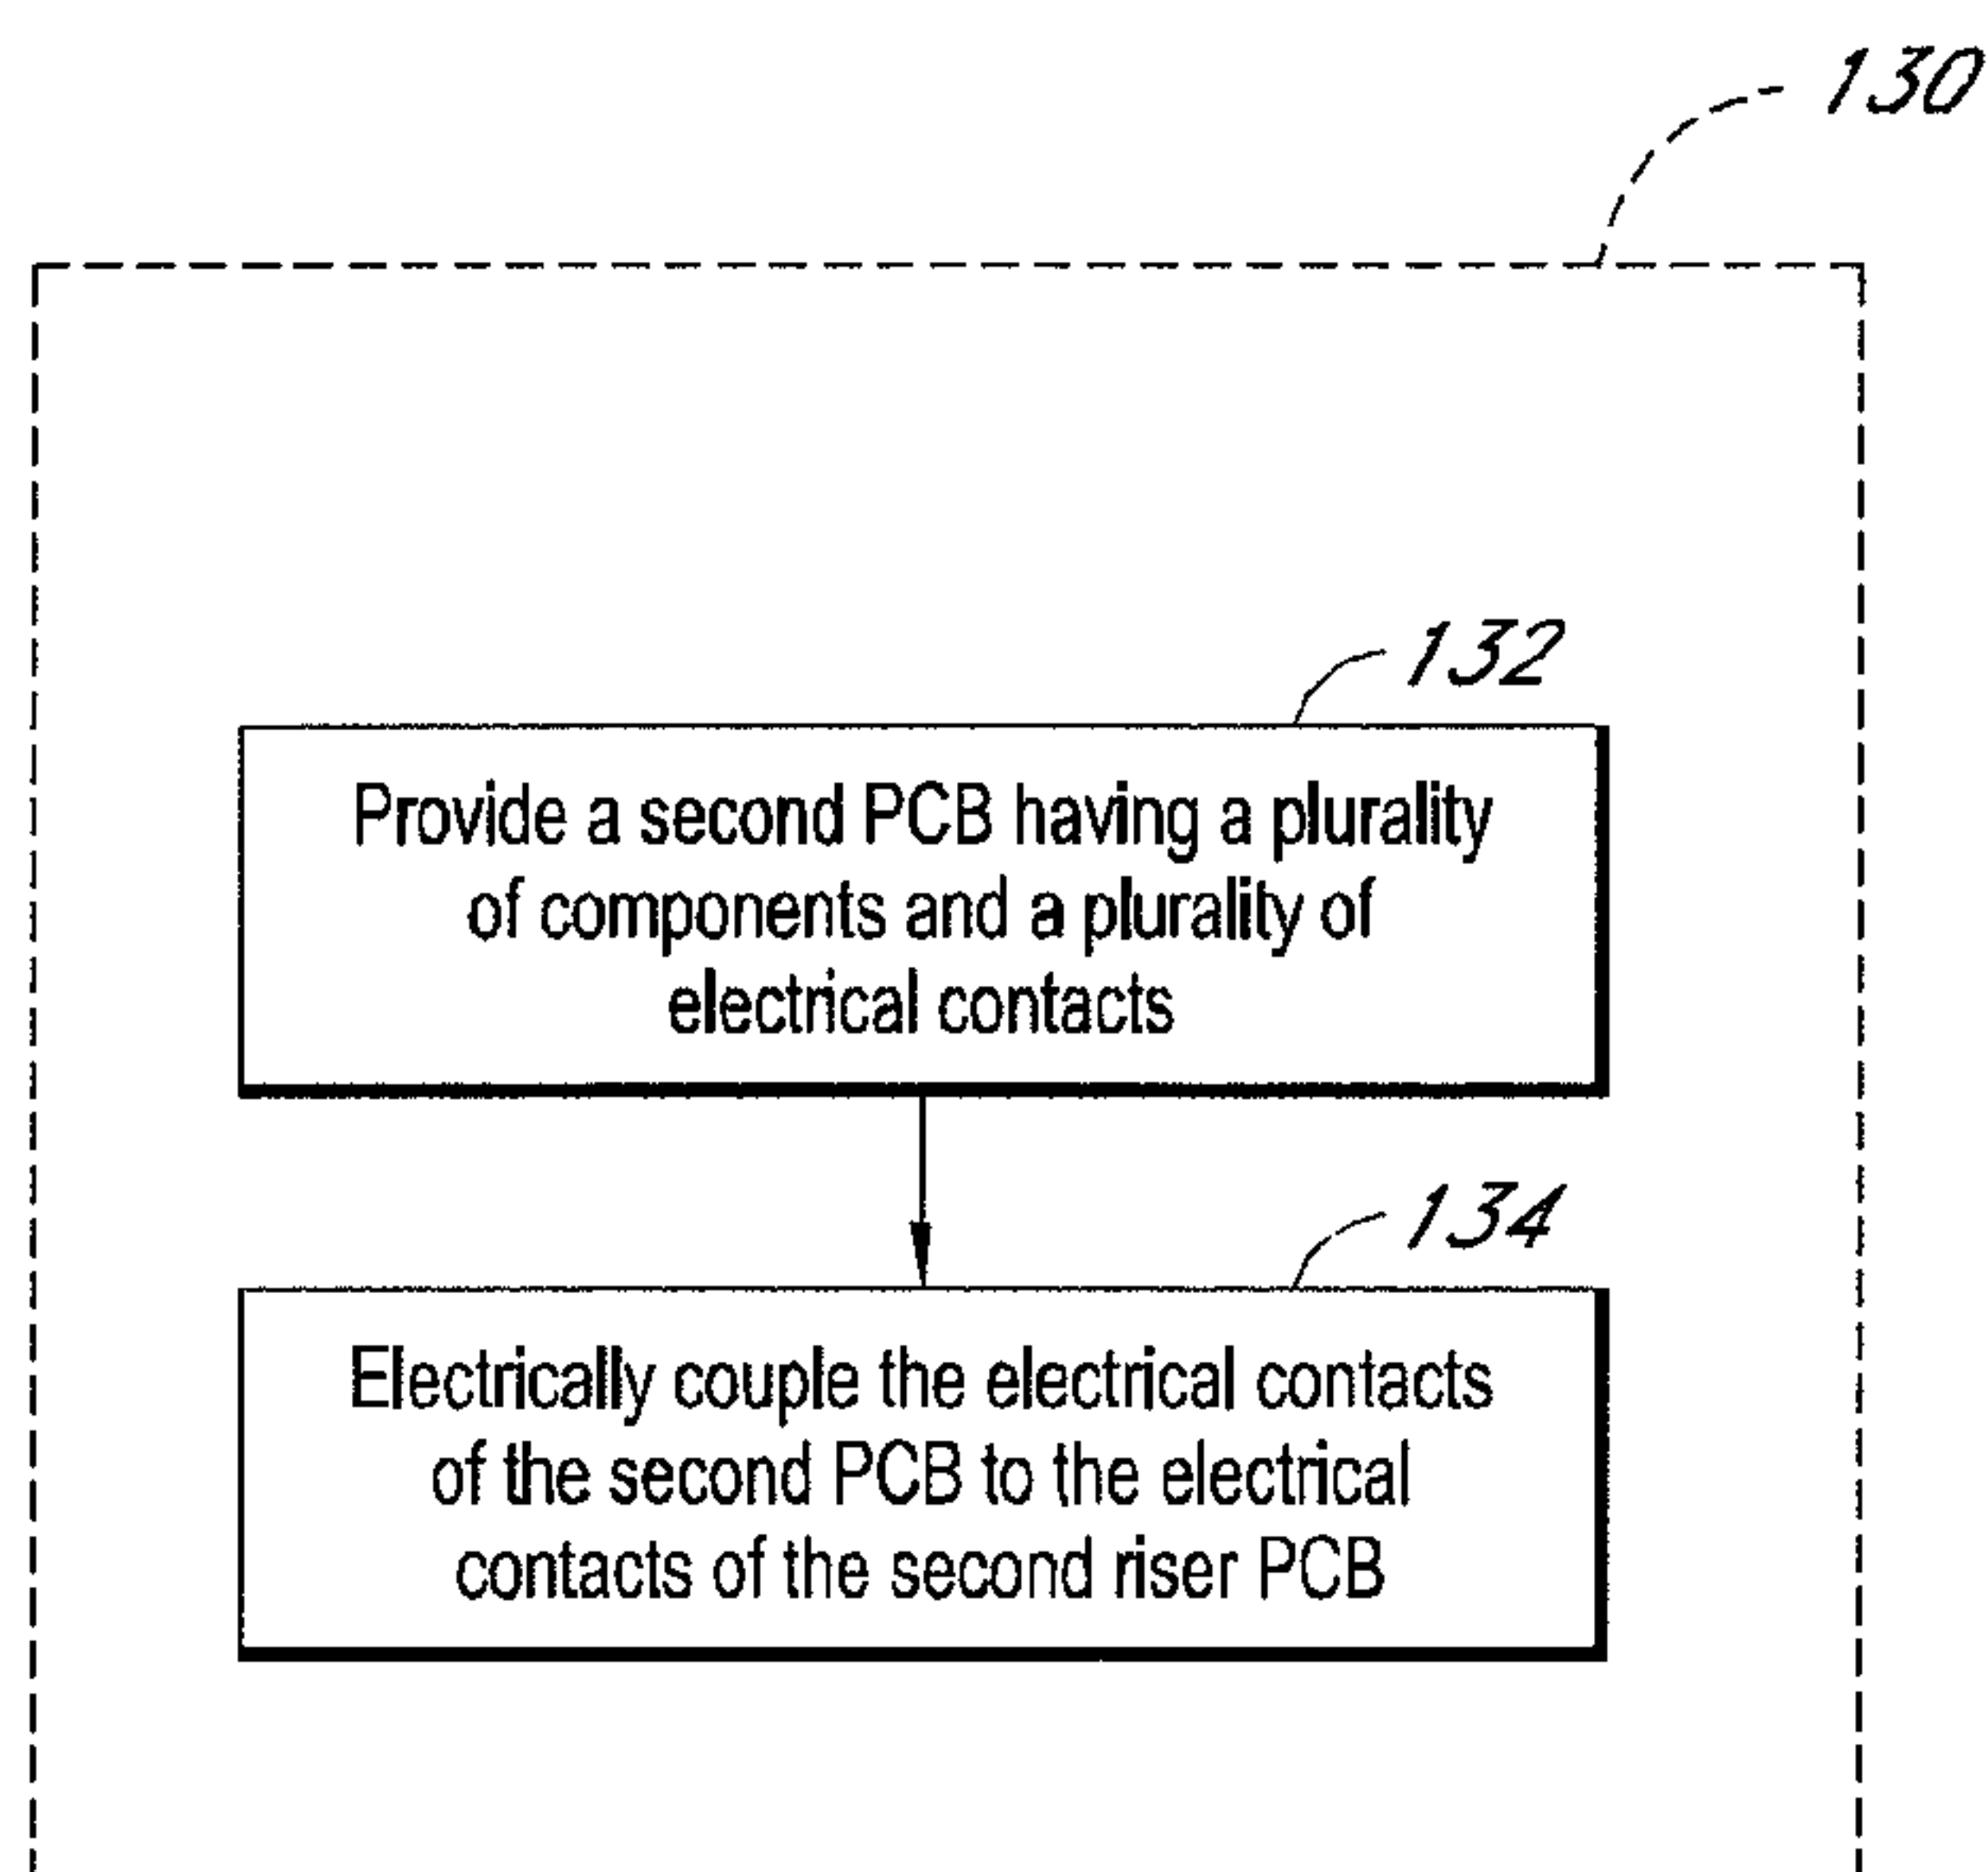 130
132
Provide a second PCB having a plurality
of components and a plurality of
electrical contacts
134
Electrically couple the electrical contacts
of the second PCB to the electrical
contacts of the second riser PCB